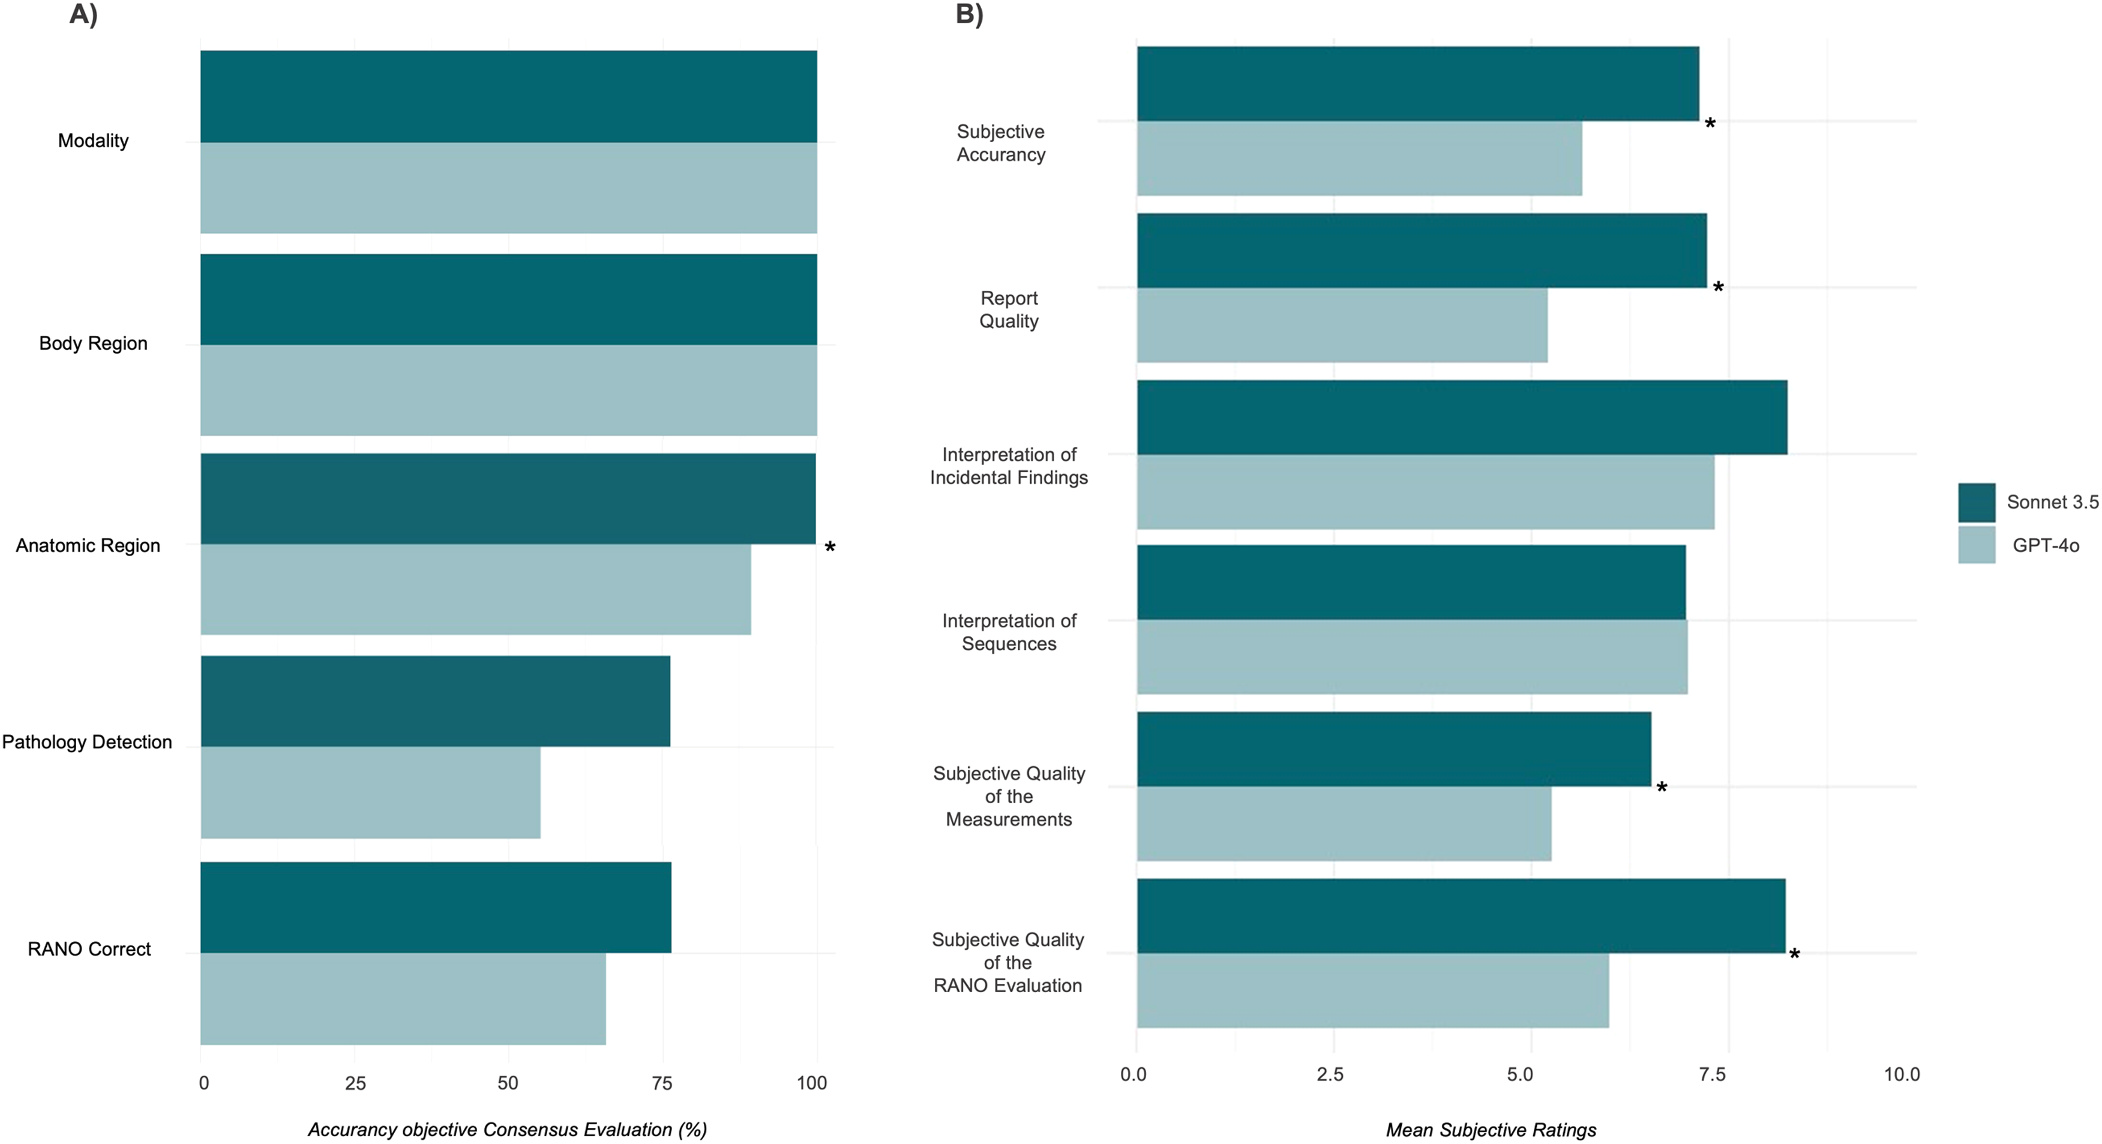 A)
Modality
Body Region
Anatomic Region
*
Pathology Detection
RANO Correct
0 25 50 75 100
Accurancy objective Consensus Evaluation (%)
B)
Subjective
Accurancy
*
Report
Quality
*
Interpretation of
Incidental Findings
Interpretation of
Sequences
Subjective Quality
of the
Measurements
*
Subjective Quality
of the
RANO Evaluation
*
0.0 2.5 5.0 7.5 10.0
Mean Subjective Ratings
Sonnet 3.5
GPT-4o